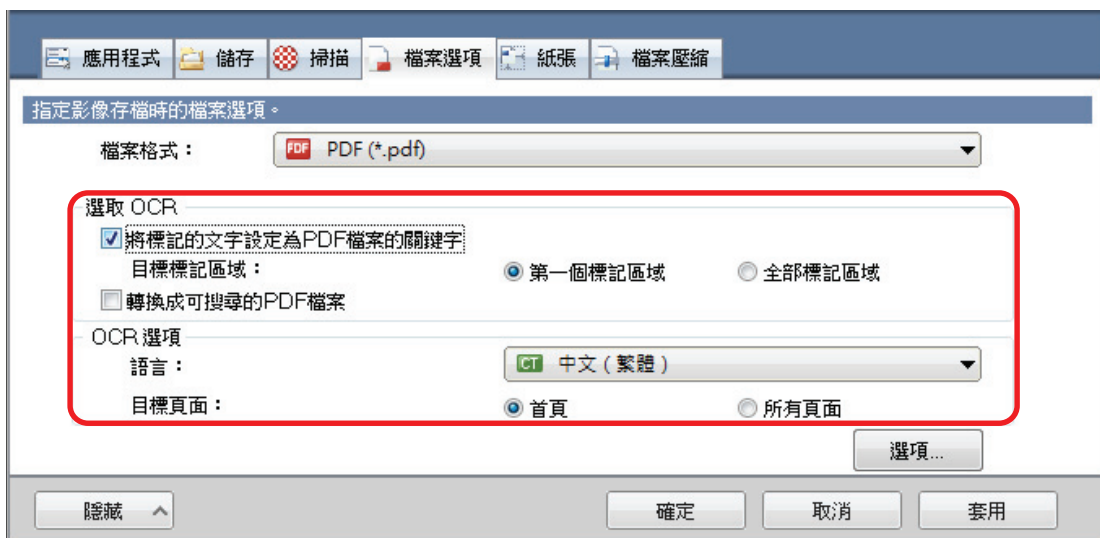 應用程式 儲存 掃描 檔案選項 紙張 檔案壓縮
指定影像存檔時的檔案選項。
檔案格式： PDF PDF (*.pdf)
選取 OCR
將標記的文字設定為PDF檔案的關鍵字
目標標記區域： 第一個標記區域 全部標記區域
轉換成可搜尋的PDF檔案
OCR 選項
語言： CT 中文 ( 繁體 )
目標頁面： 首頁 所有頁面
選項...
隱藏 確定 取消 套用